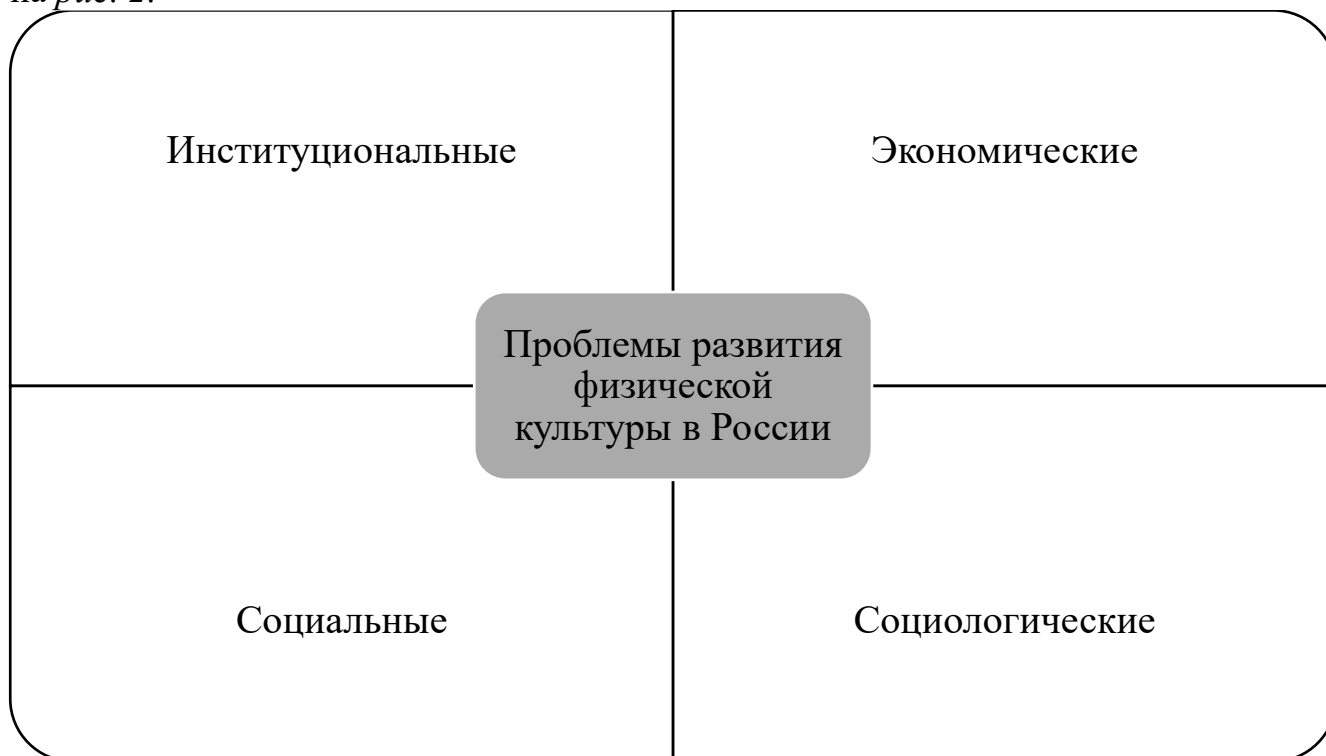 Институциональные
Экономические
Проблемы развития
физической
культуры в России
Социальные
Социологические